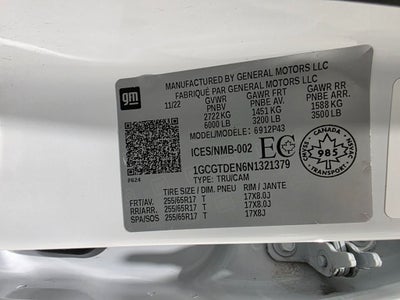 gm
MANUFACTURED BY GENERAL MOTORS LLC
FABRIQUÉ PAR GENERAL MOTORS LLC
11/22
GVWR GAWR FRT GAWR RR
PNBV PNBE AV. PNBE ARR.
2722 KG 1451 KG 1588 KG
6000 LB 3200 LB 3500 LB
MODEL/MODÈLE: 6912P43
ICES/NMB-002 EC
CANADA
985
TRANSPORT
1GCGTDEN6N1321379
P624
TYPE: TRU/CAM
TIRE SIZE / DIM. PNEU RIM / JANTE
FRT/AV. 255/65R17 T 17X8.0J
RR/ARR. 255/65R17 T 17X8.0J
SPA/SOS 255/65R17 T 17X8J